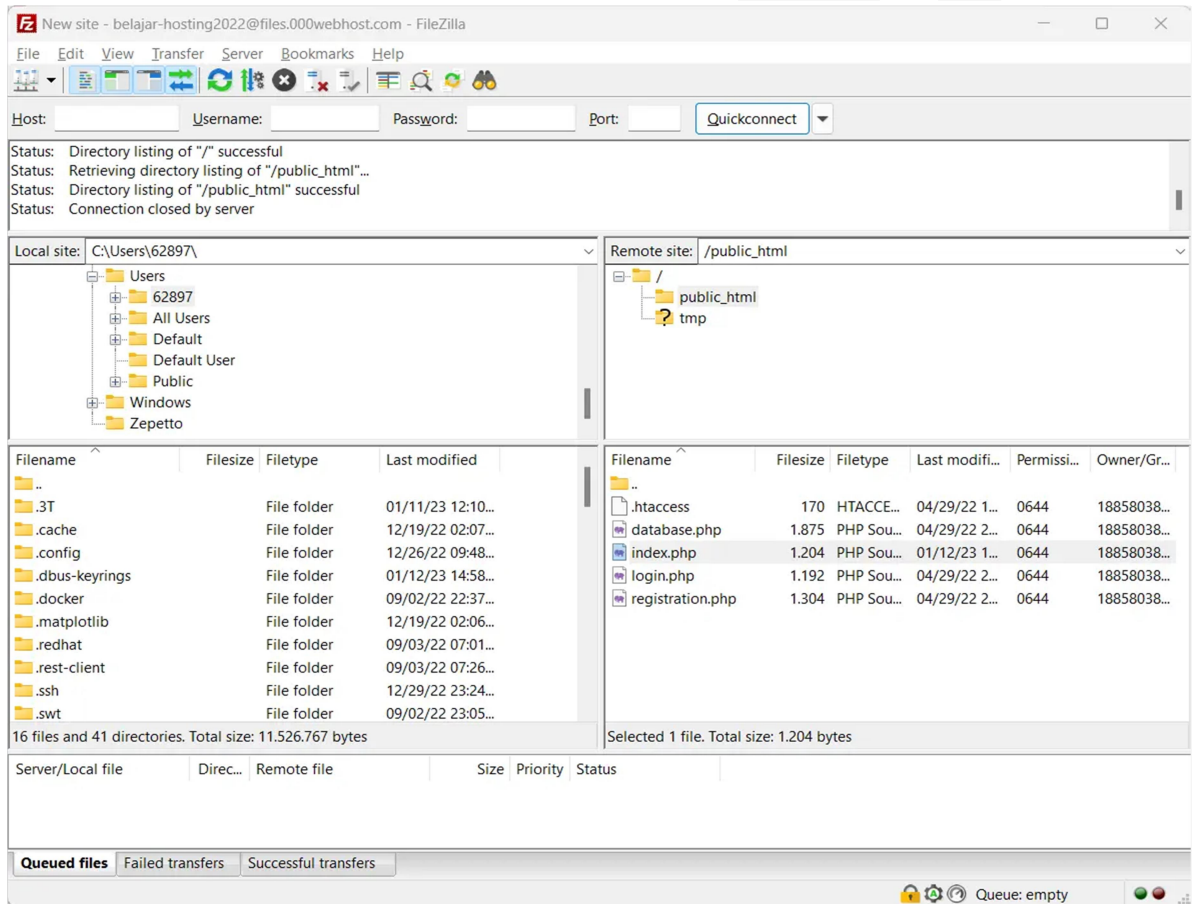 New site - belajar-hosting2022@files.000webhost.com - FileZilla
File Edit View Transfer Server Bookmarks Help
Host: Username: Password: Port: Quickconnect
Status: Directory listing of "/" successful
Status: Retrieving directory listing of "/public_html"...
Status: Directory listing of "/public_html" successful
Status: Connection closed by server
Local site: C:\Users\62897\
Users
62897
All Users
Default
Default User
Public
Windows
Zepetto
Remote site: /public_html
/
public_html
? tmp
Filename Filesize Filetype Last modified
..
.3T File folder 01/11/23 12:10...
.cache File folder 12/19/22 02:07...
.config File folder 12/26/22 09:48...
.dbus-keyrings File folder 01/12/23 14:58...
.docker File folder 09/02/22 22:37...
.matplotlib File folder 12/19/22 02:06...
.redhat File folder 09/03/22 07:01...
.rest-client File folder 09/03/22 07:26...
.ssh File folder 12/29/22 23:24...
.swt File folder 09/02/22 23:05...
16 files and 41 directories. Total size: 11.526.767 bytes
Filename Filesize Filetype Last modifi... Permissi... Owner/Gr...
..
.htaccess 170 HTACCE... 04/29/22 1... 0644 18858038...
database.php 1.875 PHP Sou... 04/29/22 2... 0644 18858038...
index.php 1.204 PHP Sou... 01/12/23 1... 0644 18858038...
login.php 1.192 PHP Sou... 04/29/22 2... 0644 18858038...
registration.php 1.304 PHP Sou... 04/29/22 2... 0644 18858038...
Selected 1 file. Total size: 1.204 bytes
Server/Local file Direc... Remote file Size Priority Status
Queued files Failed transfers Successful transfers
Queue: empty